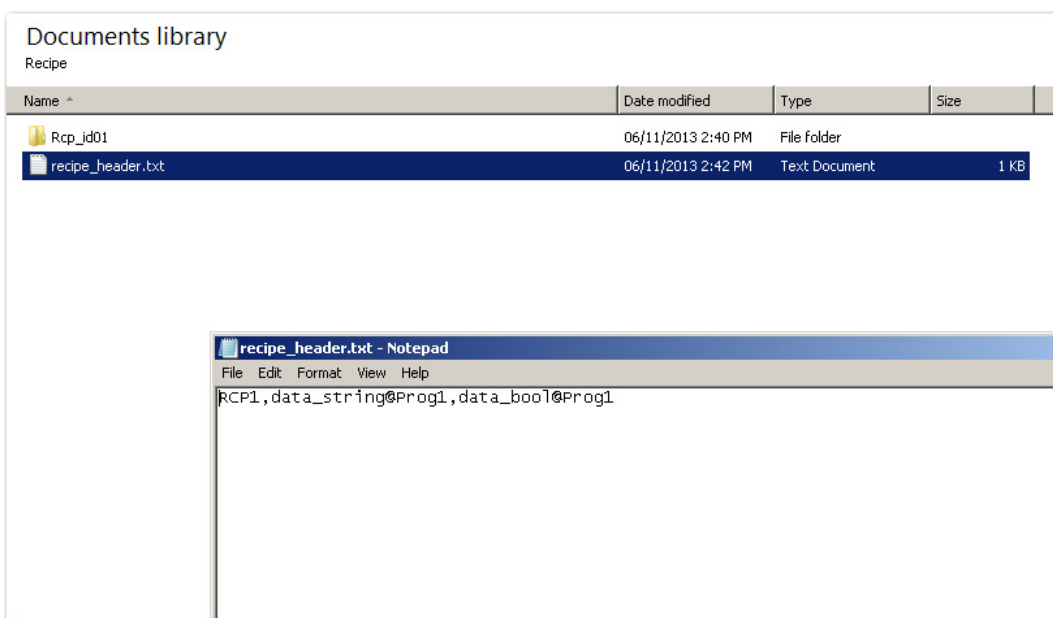 Documents library
Recipe
Name Date modified Type Size
Rcp_id01 06/11/2013 2:40 PM File folder
recipe_header.txt 06/11/2013 2:42 PM Text Document 1 KB
recipe_header.txt - Notepad
File Edit Format View Help
RCP1,data_string@Prog1,data_bool@Prog1